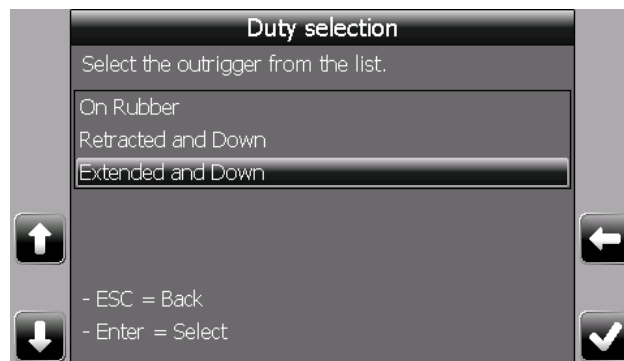 Duty selection
Select the outrigger from the list.
On Rubber
Retracted and Down
Extended and Down
- ESC = Back
- Enter = Select